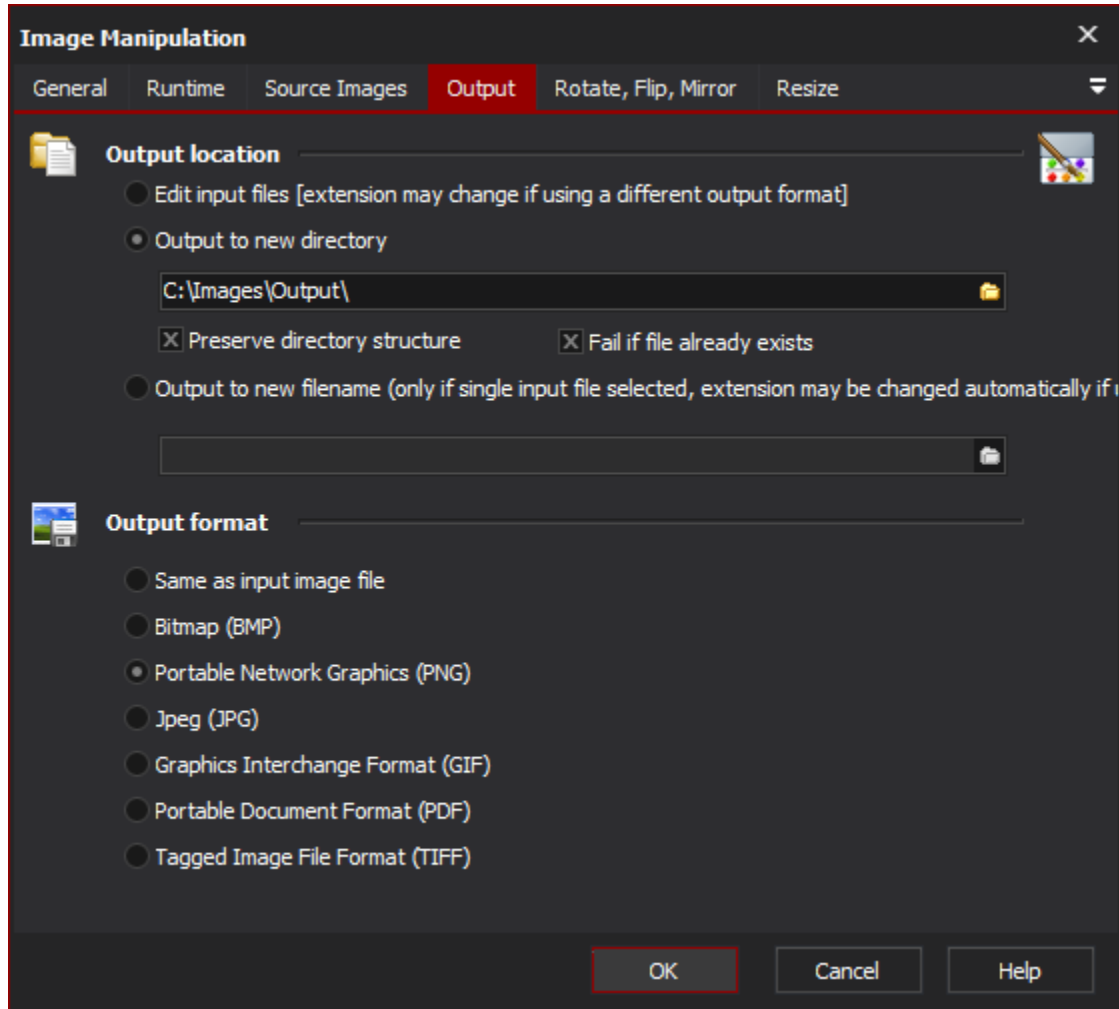 Image Manipulation
General Runtime Source Images Output Rotate, Flip, Mirror Resize
Output location
Edit input files [extension may change if using a different output format]
Output to new directory
C:\Images\Output\
Preserve directory structure Fail if file already exists
Output to new filename (only if single input file selected, extension may be changed automatically if
Output format
Same as input image file
Bitmap (BMP)
Portable Network Graphics (PNG)
Jpeg (JPG)
Graphics Interchange Format (GIF)
Portable Document Format (PDF)
Tagged Image File Format (TIFF)
OK Cancel Help